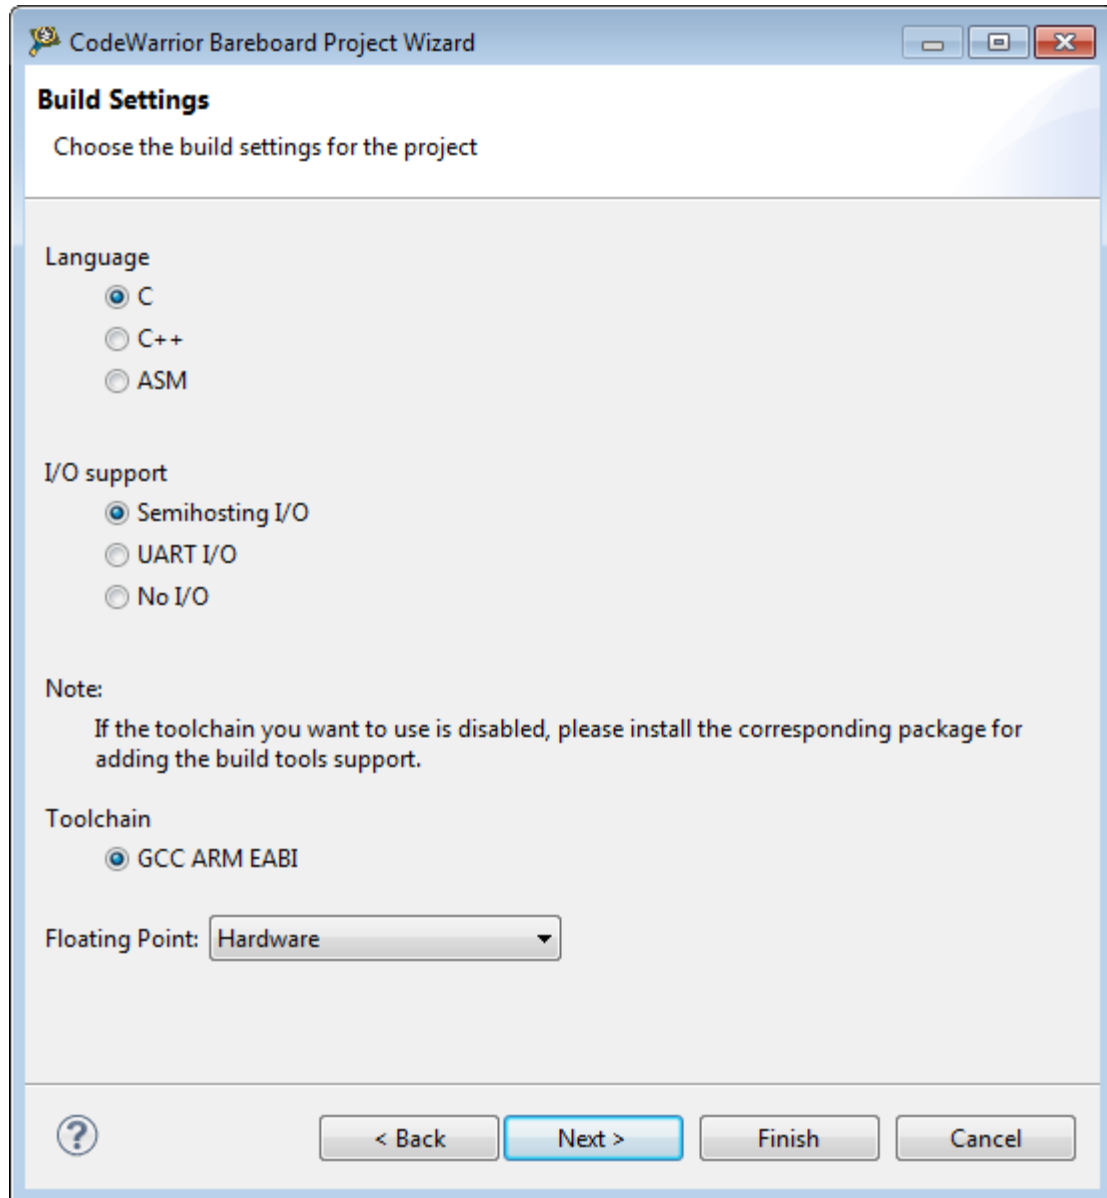 CodeWarrior Bareboard Project Wizard
Build Settings
Choose the build settings for the project
Language
C
C++
ASM
I/O support
Semihosting I/O
UART I/O
No I/O
Note:
If the toolchain you want to use is disabled, please install the corresponding package for
adding the build tools support.
Toolchain
GCC ARM EABI
Floating Point: Hardware
? < Back Next > Finish Cancel